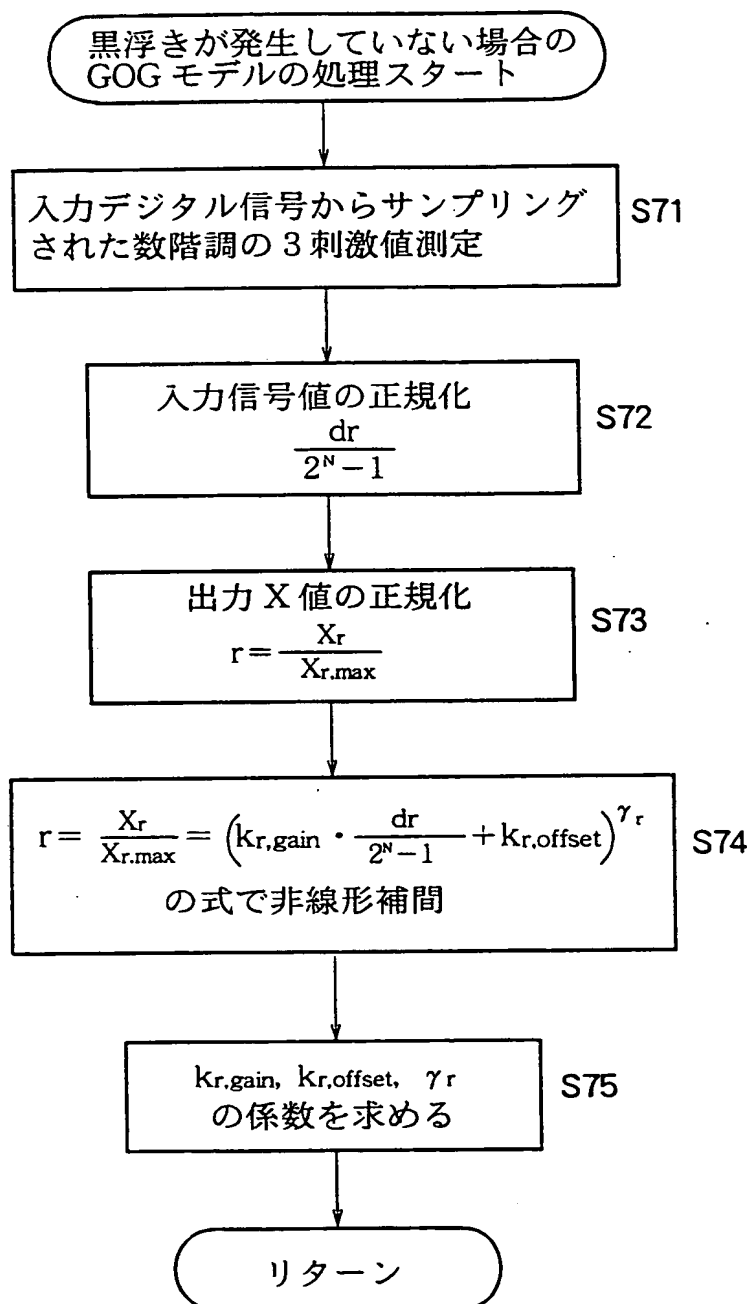 黒浮きが発生していない場合の
GOG モデルの処理スタート
入力デジタル信号からサンプリング
された数階調の3刺激値測定
S71
入力信号値の正規化
dr
2^N − 1
S72
出力 X 値の正規化
r = Xr
Xr.max
S73
r = Xr/Xr.max = (kr,gain · dr/2^N−1 + kr,offset)^γr
の式で非線形補間
S74
kr,gain, kr,offset, γr
の係数を求める
S75
リターン